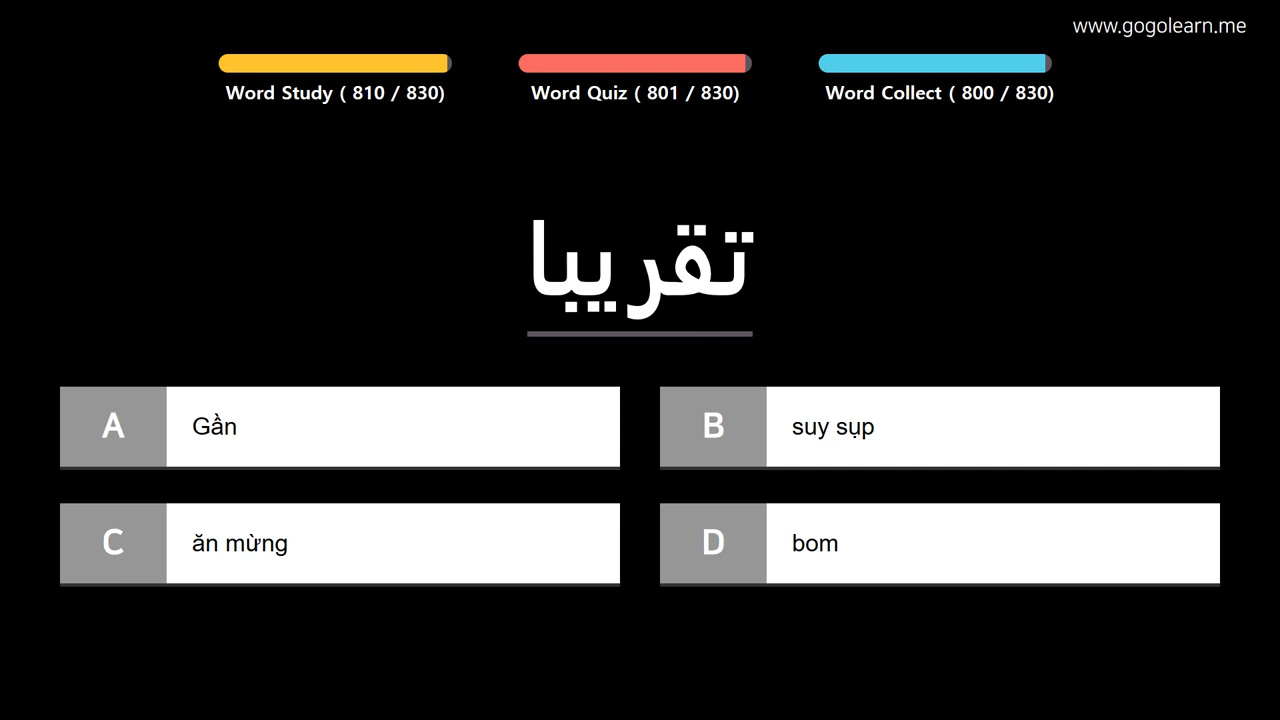 www.gogolearn.me
Word Study ( 810 / 830)
Word Quiz ( 801 / 830)
Word Collect ( 800 / 830)
تقريبا
A Gần
B suy sụp
C ăn mừng
D bom